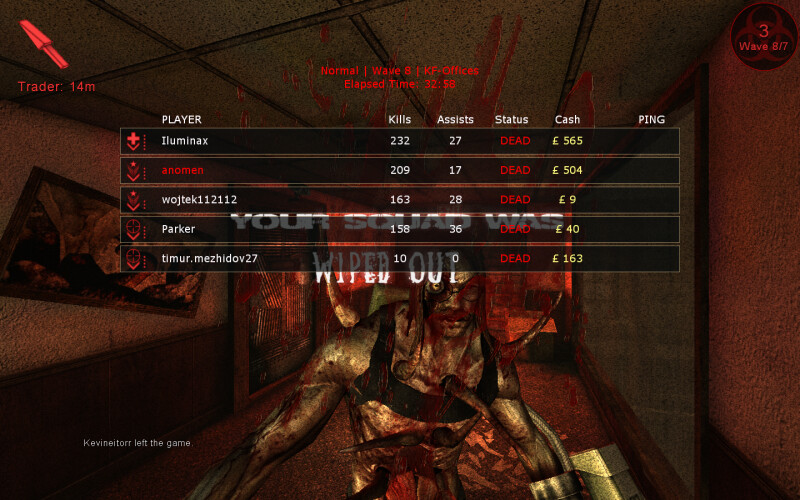 3
Wave 8/7
Trader: 14m
Normal | Wave 8 | KF-Offices
Elapsed Time: 32:58
PLAYER Kills Assists Status Cash PING
Iluminax 232 27 DEAD £ 565
anomen 209 17 DEAD £ 504
wojtek112112 163 28 DEAD £ 9
YOUR SQUAD WAS
Parker 158 36 DEAD £ 40
timur.mezhidov27 10 0 DEAD £ 163
WIPED OUT
Kevineitorr left the game.